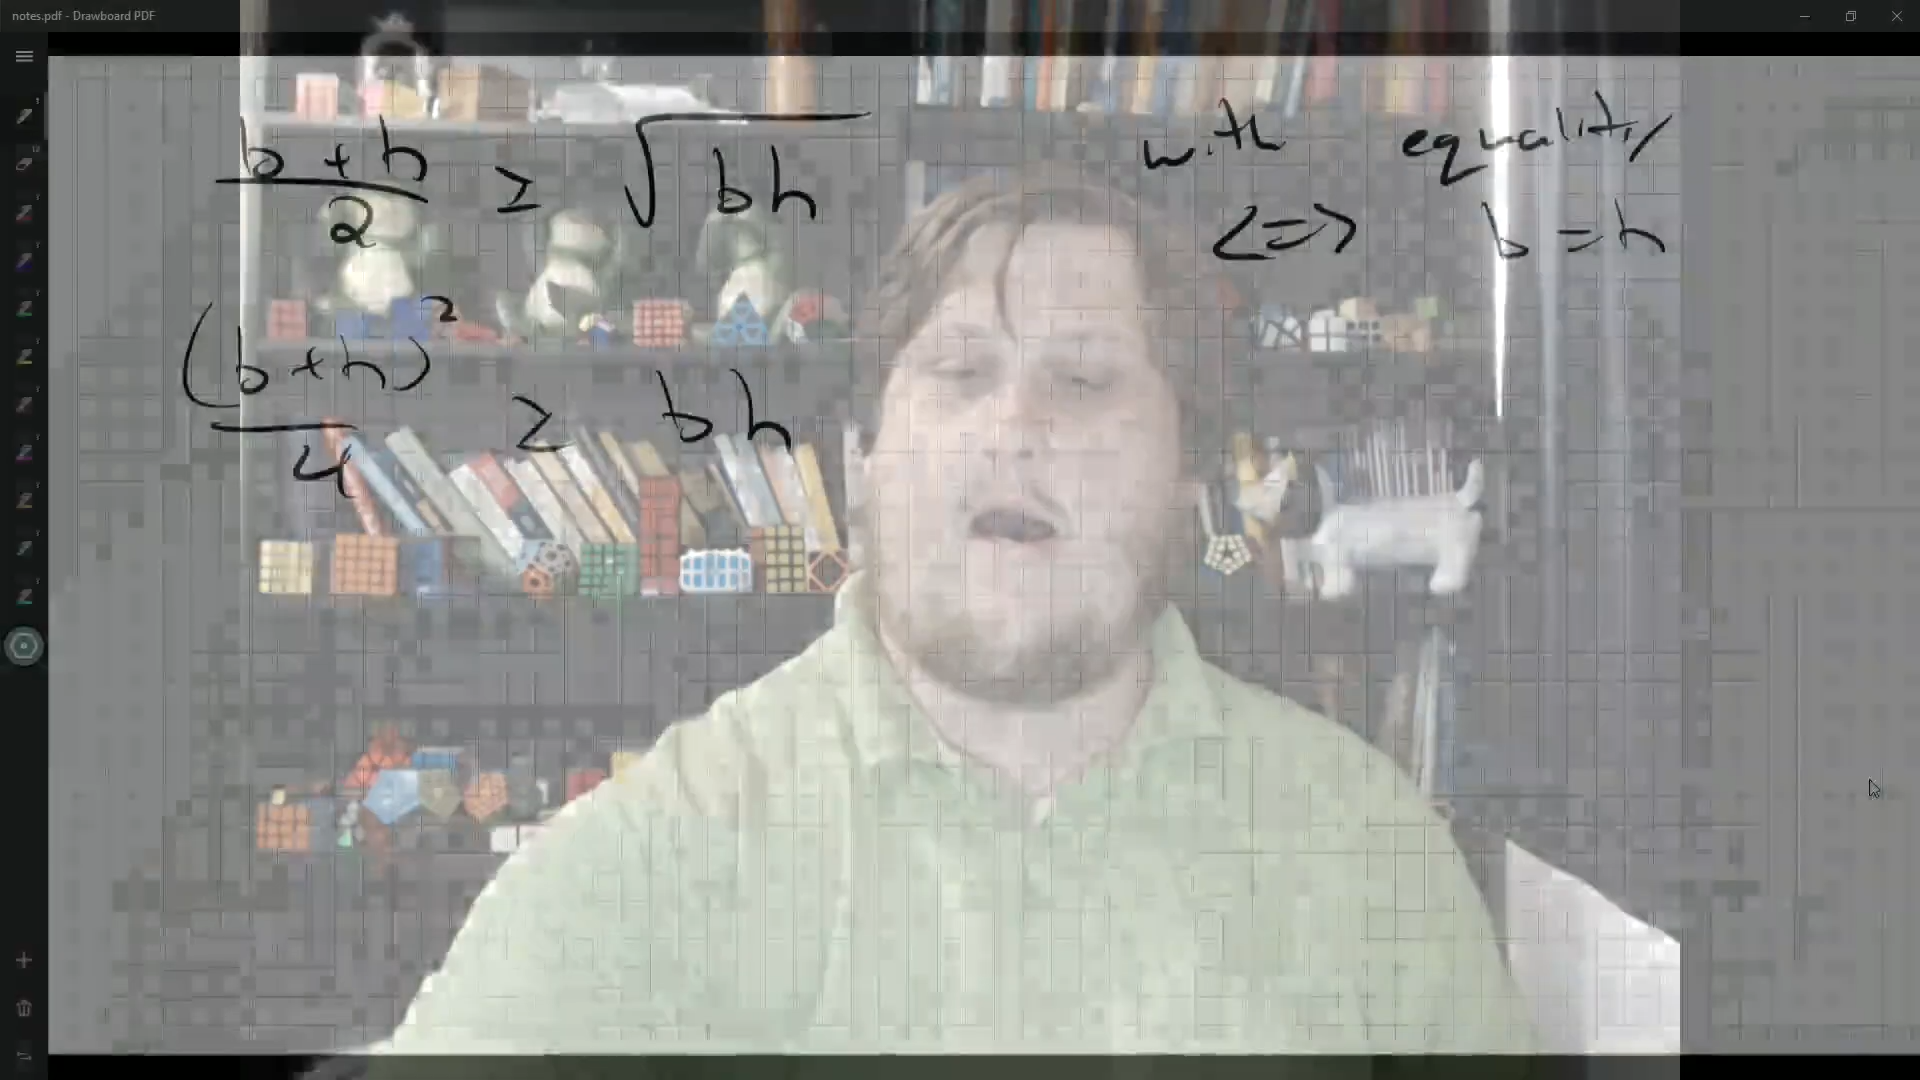 notes.pdf - Drawboard PDF
b + h / 2 ≥ √bh with equality
<=> b = h
(b + h)² / 4 ≥ bh